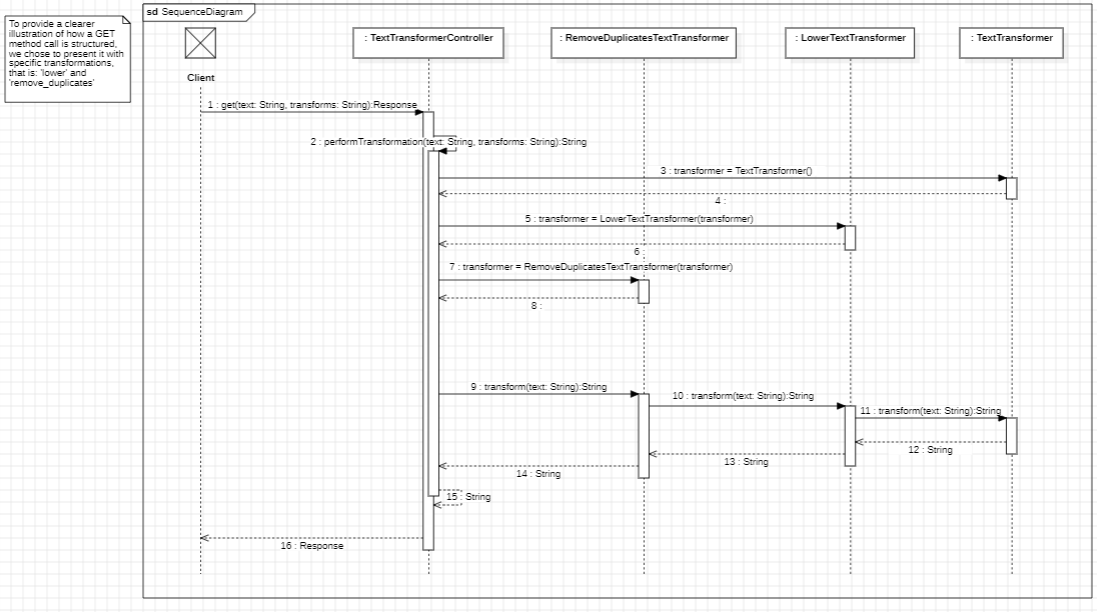 sd SequenceDiagram
To provide a clearer
illustration of how a GET
method call is structured,
we chose to present it with
specific transformations,
that is: 'lower' and
'remove_duplicates'
Client
: TextTransformerController
: RemoveDuplicatesTextTransformer
: LowerTextTransformer
: TextTransformer
1 : get(text: String, transforms: String):Response
2 : performTransformation(text: String, transforms: String):String
3 : transformer = TextTransformer()
4 :
5 : transformer = LowerTextTransformer(transformer)
6 :
7 : transformer = RemoveDuplicatesTextTransformer(transformer)
8 :
9 : transform(text: String):String
10 : transform(text: String):String
11 : transform(text: String):String
12 : String
13 : String
14 : String
15 : String
16 : Response